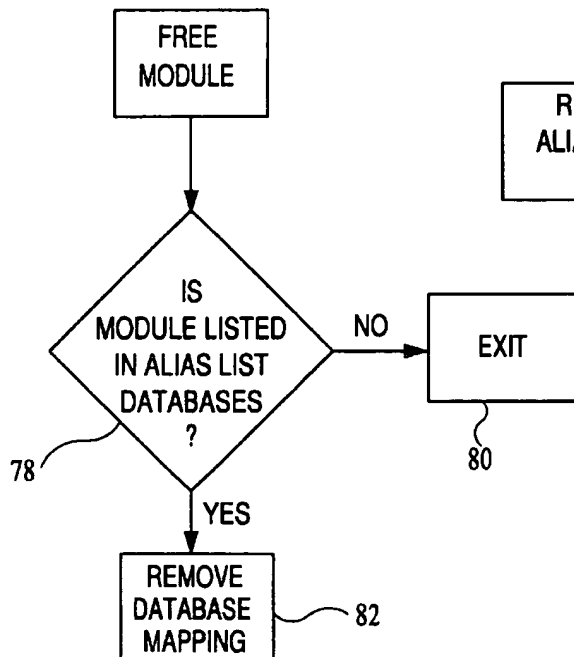 FREE
MODULE
IS
MODULE LISTED
IN ALIAS LIST
DATABASES
?
78
NO
EXIT
80
YES
REMOVE
DATABASE
MAPPING
82